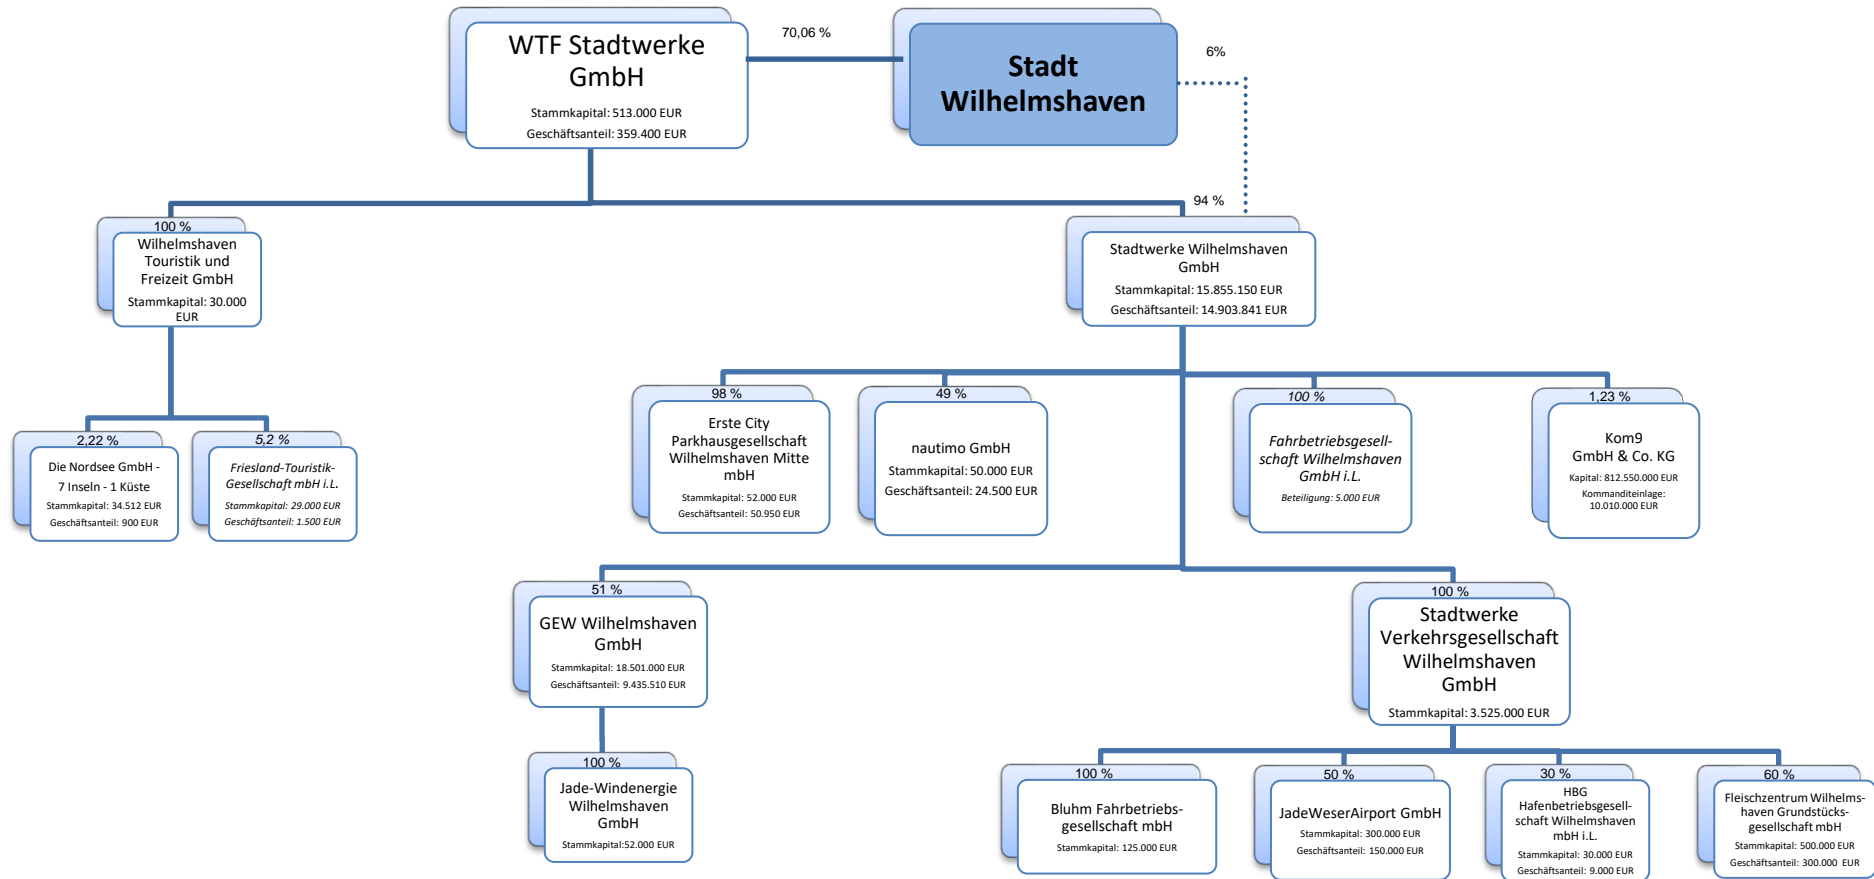 WTF Stadtwerke
GmbH
Stammkapital: 513.000 EUR
Geschäftsanteil: 359.400 EUR
70,06 %
Stadt
Wilhelmshaven
6%
100 %
Wilhelmshaven
Touristik und
Freizeit GmbH
Stammkapital: 30.000
EUR
94 %
Stadtwerke Wilhelmshaven
GmbH
Stammkapital: 15.855.150 EUR
Geschäftsanteil: 14.903.841 EUR
2,22 %
Die Nordsee GmbH -
7 Inseln - 1 Küste
Stammkapital: 34.512 EUR
Geschäftsanteil: 900 EUR
5,2 %
Friesland-Touristik-
Gesellschaft mbH i.L.
Stammkapital: 29.000 EUR
Geschäftsanteil: 1.500 EUR
98 %
Erste City
Parkhausgesellschaft
Wilhelmshaven Mitte
mbH
Stammkapital: 52.000 EUR
Geschäftsanteil: 50.950 EUR
49 %
nautimo GmbH
Stammkapital: 50.000 EUR
Geschäftsanteil: 24.500 EUR
100 %
Fahrbetriebsgesell-
schaft Wilhelmshaven
GmbH i.L.
Beteiligung: 5.000 EUR
1,23 %
Kom9
GmbH & Co. KG
Kapital: 812.550.000 EUR
Kommanditeinlage:
10.010.000 EUR
51 %
GEW Wilhelmshaven
GmbH
Stammkapital: 18.501.000 EUR
Geschäftsanteil: 9.435.510 EUR
100 %
Stadtwerke
Verkehrsgesellschaft
Wilhelmshaven
GmbH
Stammkapital: 3.525.000 EUR
100 %
Jade-Windenergie
Wilhelmshaven
GmbH
Stammkapital:52.000 EUR
100 %
Bluhm Fahrbetriebs-
gesellschaft mbH
Stammkapital: 125.000 EUR
50 %
JadeWeserAirport GmbH
Stammkapital: 300.000 EUR
Geschäftsanteil: 150.000 EUR
30 %
HBG
Hafenbetriebsgesell-
schaft Wilhelmshaven
mbH i.L.
Stammkapital: 30.000 EUR
Geschäftsanteil: 9.000 EUR
60 %
Fleischzentrum Wilhelms-
haven Grundstücks-
gesellschaft mbH
Stammkapital: 500.000 EUR
Geschäftsanteil: 300.000 EUR